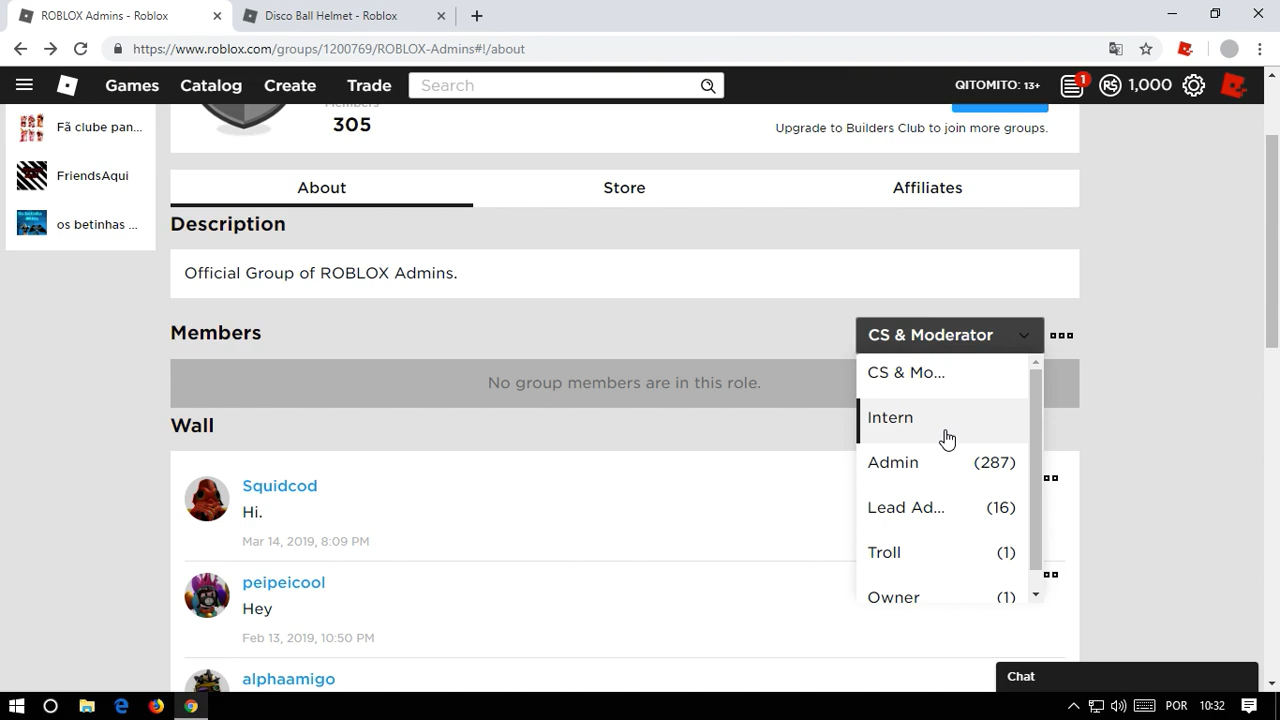 ROBLOX Admins - Roblox
Disco Ball Helmet - Roblox
https://www.roblox.com/groups/1200769/ROBLOX-Admins#!/about
Games
Catalog
Create
Trade
Search
QITOMITO: 13+
1
R$
1,000
Fã clube pan...
FriendsAqui
os betinhas ...
Members
305
Upgrade to Builders Club to join more groups.
About
Store
Affiliates
Description
Official Group of ROBLOX Admins.
Members
CS & Moderator
No group members are in this role.
CS & Mo...
Intern
Admin (287)
Lead Ad... (16)
Troll (1)
Owner (1)
Wall
Squidcod
Hi.
Mar 14, 2019, 8:09 PM
peipeicool
Hey
Feb 13, 2019, 10:50 PM
alphaamigo
Chat
POR
10:32